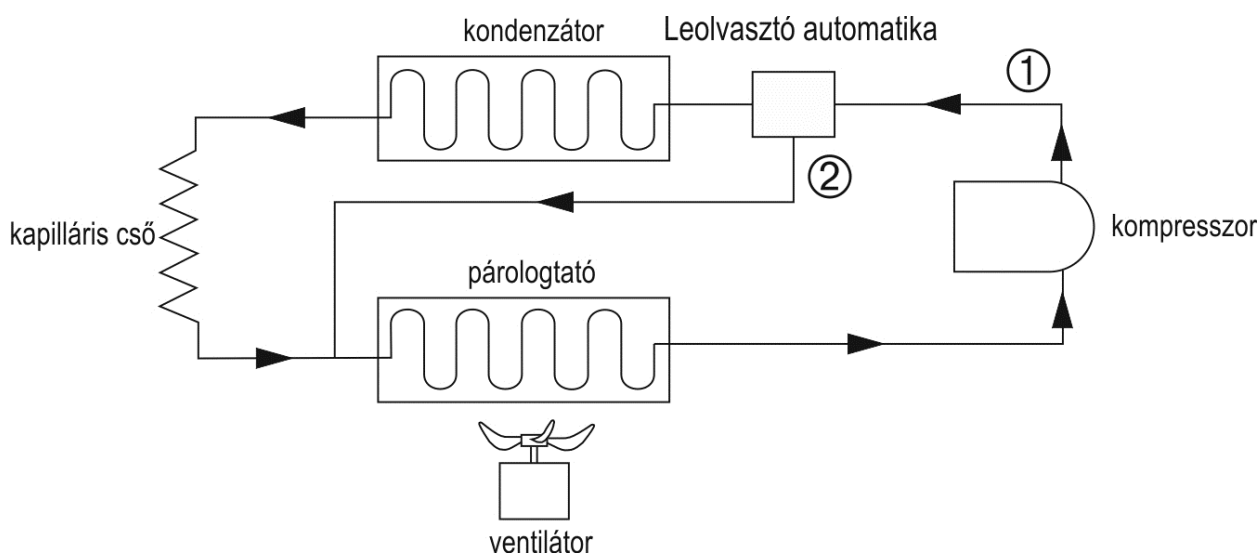 kondenzátor
Leolvasztó automatika
①
②
kapilláris cső
kompresszor
párologtató
ventilátor